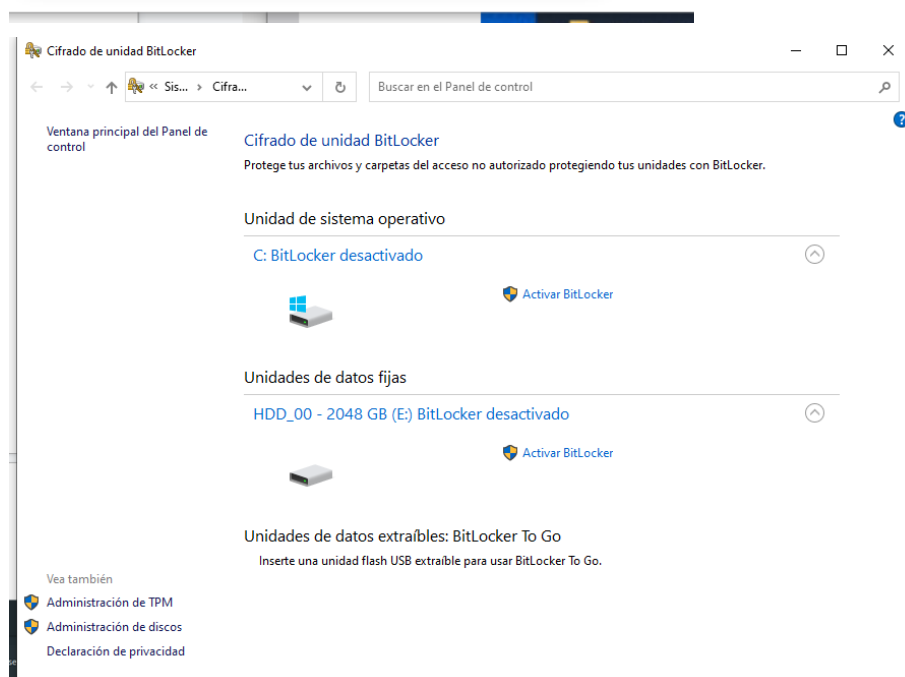 Cifrado de unidad BitLocker
« Sis... › Cifra...
Buscar en el Panel de control
Ventana principal del Panel de
control
Cifrado de unidad BitLocker
Protege tus archivos y carpetas del acceso no autorizado protegiendo tus unidades con BitLocker.
Unidad de sistema operativo
C: BitLocker desactivado
Activar BitLocker
Unidades de datos fijas
HDD_00 - 2048 GB (E:) BitLocker desactivado
Activar BitLocker
Unidades de datos extraíbles: BitLocker To Go
Inserte una unidad flash USB extraíble para usar BitLocker To Go.
Vea también
Administración de TPM
Administración de discos
Declaración de privacidad